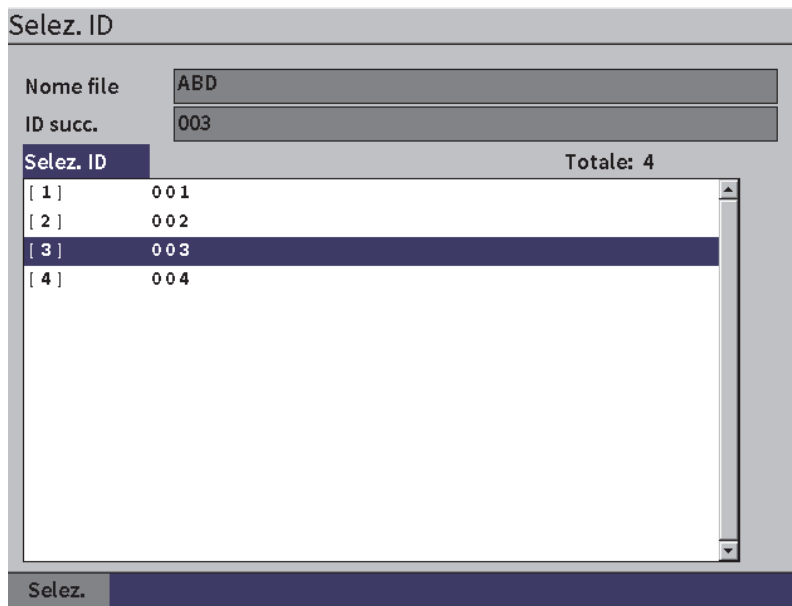 Selez. ID
Nome file ABD
ID succ. 003
Selez. ID Totale: 4
[1] 001
[2] 002
[3] 003
[4] 004
Selez.